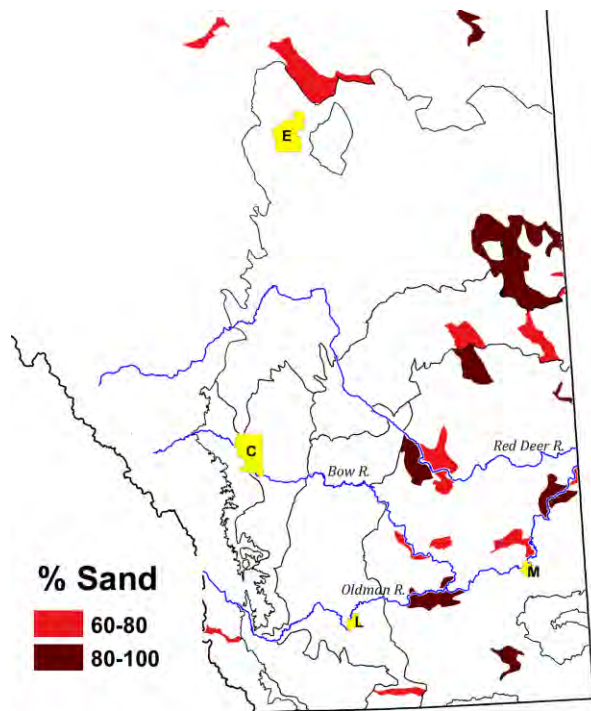 E
C
Red Deer R.
Bow R.
M
Oldman R.
L
% Sand
60-80
80-100